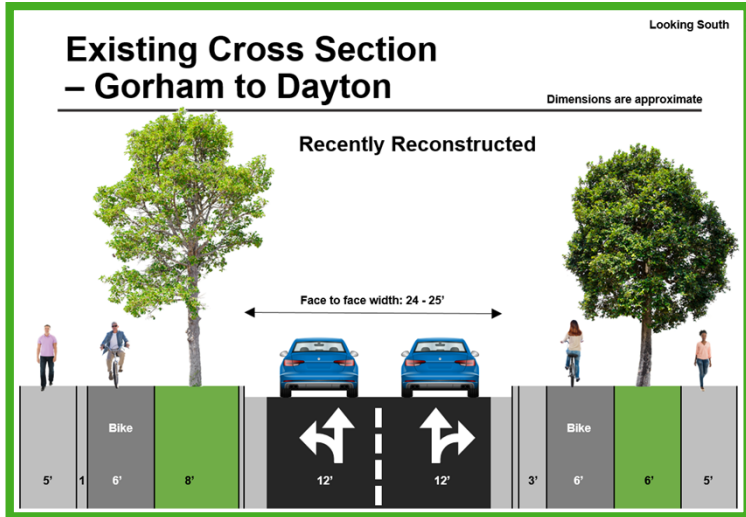 Looking South
Existing Cross Section
– Gorham to Dayton
Dimensions are approximate
Recently Reconstructed
Face to face width: 24 - 25’
Bike
Bike
5’
1
6’
8’
12’
12’
3’
6’
6’
5’